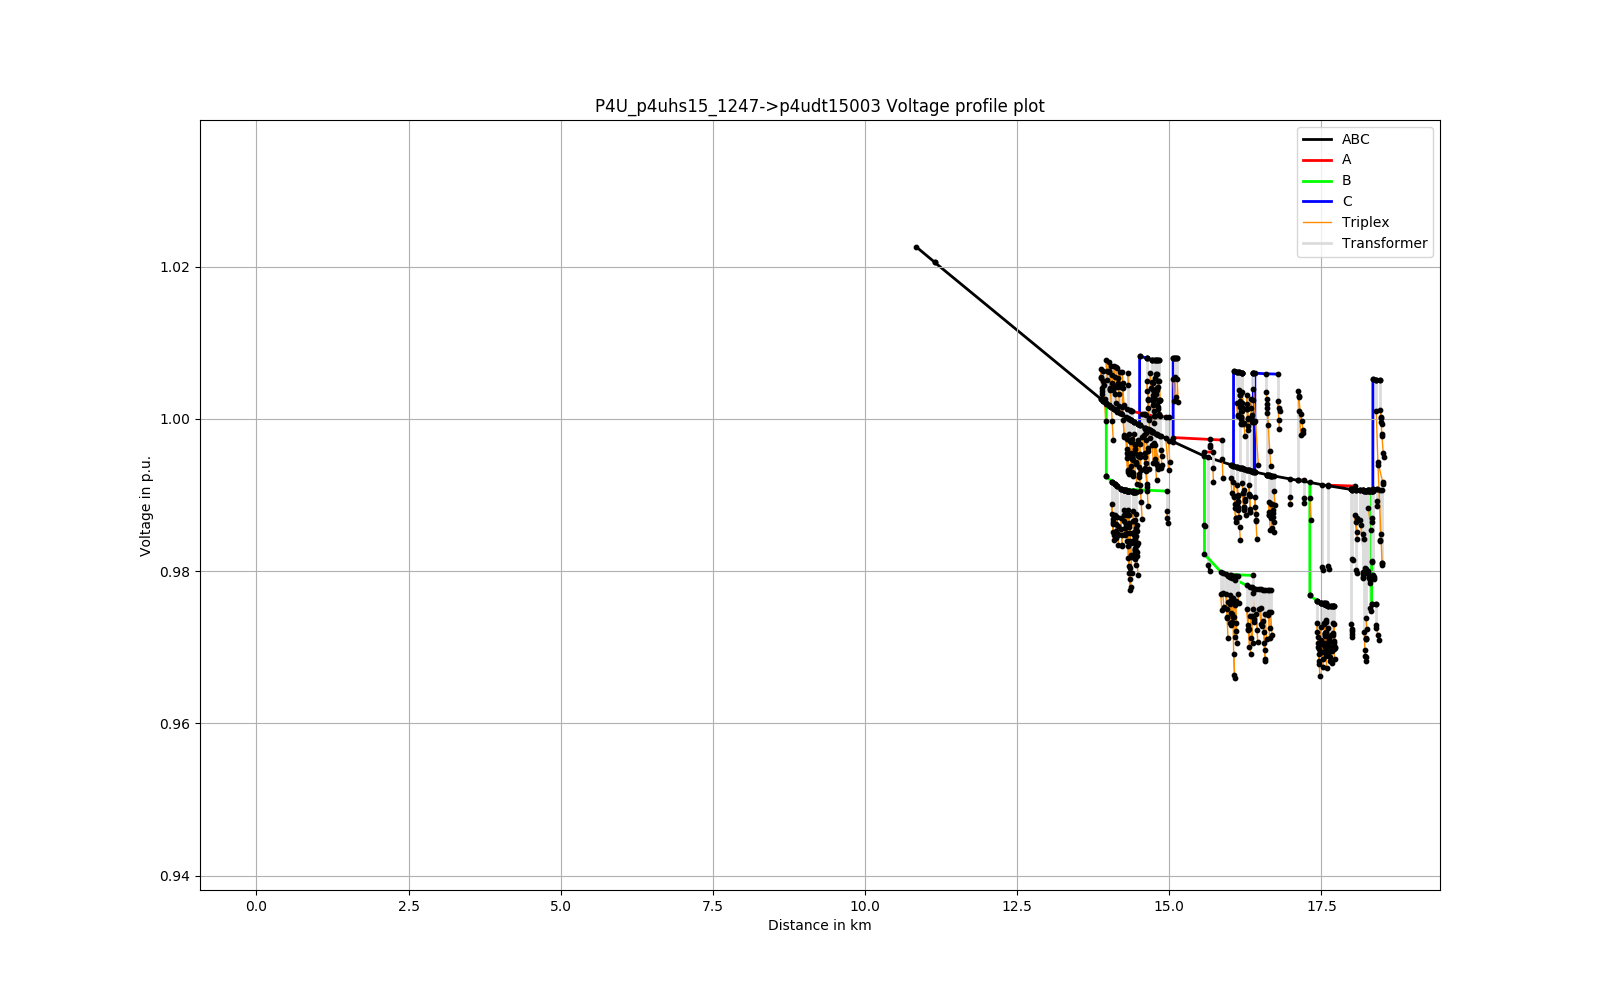 P4U_p4uhs15_1247->p4udt15003 Voltage profile plot
ABC
A
B
C
Triplex
Transformer
Voltage in p.u.
1.02
1.00
0.98
0.96
0.94
0.0 2.5 5.0 7.5 10.0 12.5 15.0 17.5
Distance in km